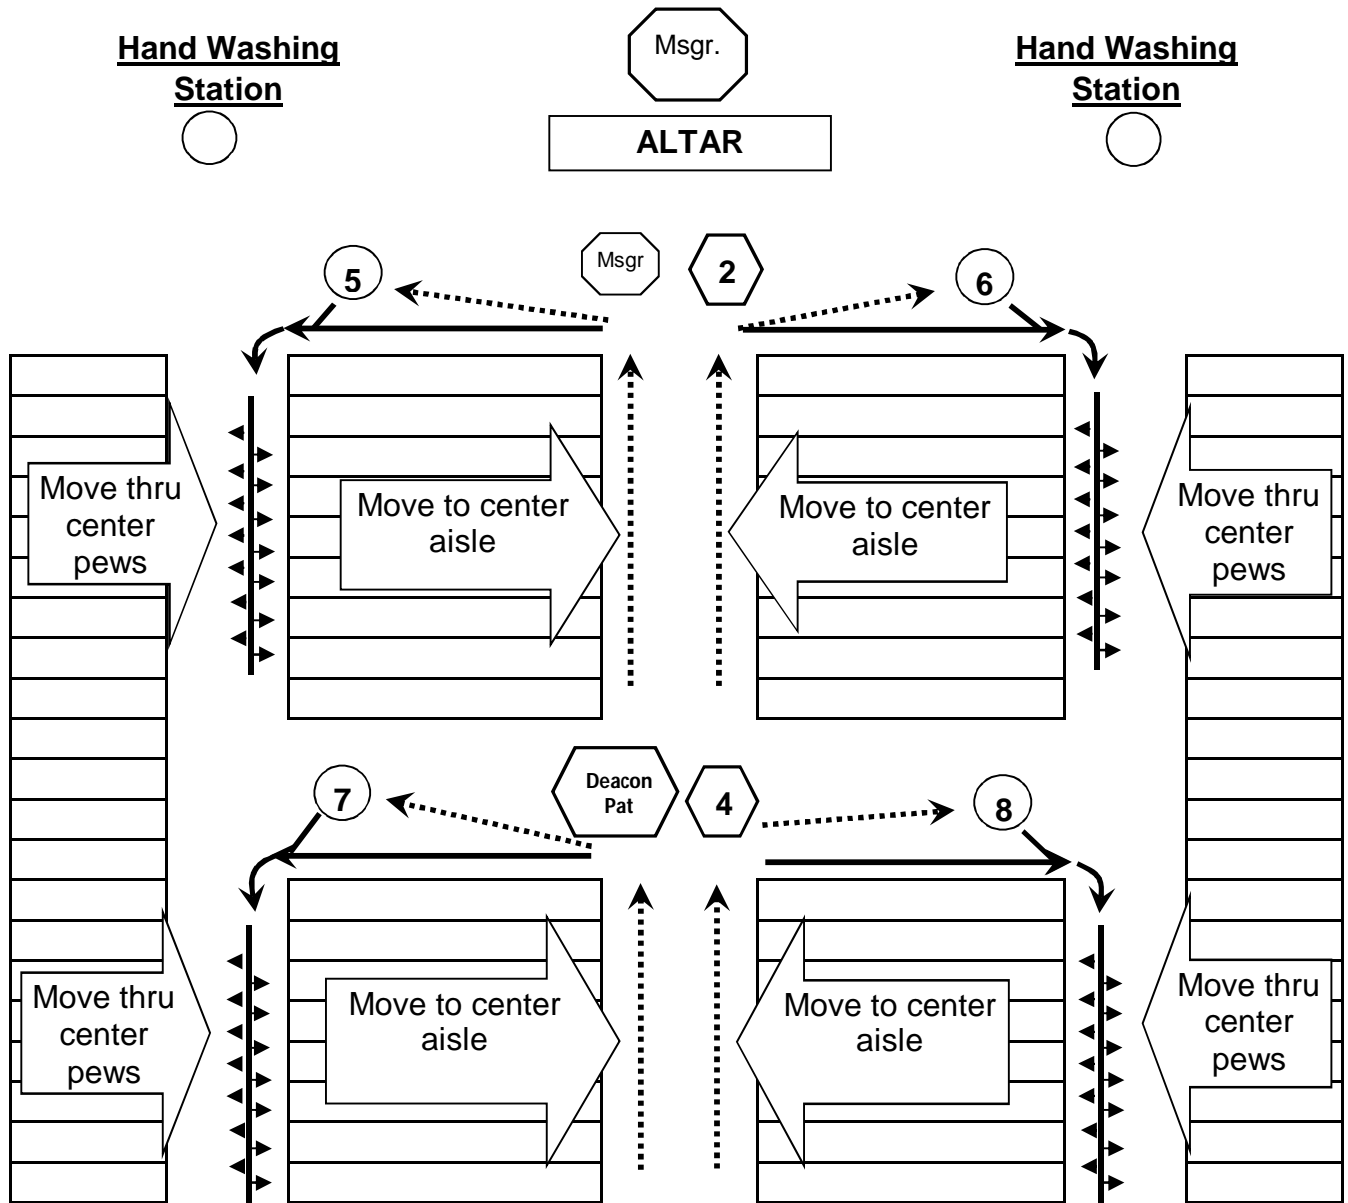 Hand Washing
Station
Msgr.
Hand Washing
Station
ALTAR
5
Msgr
2
6
Move thru
center
pews
Move to center
aisle
Move to center
aisle
Move thru
center
pews
7
Deacon
Pat
4
8
Move thru
center
pews
Move to center
aisle
Move to center
aisle
Move thru
center
pews